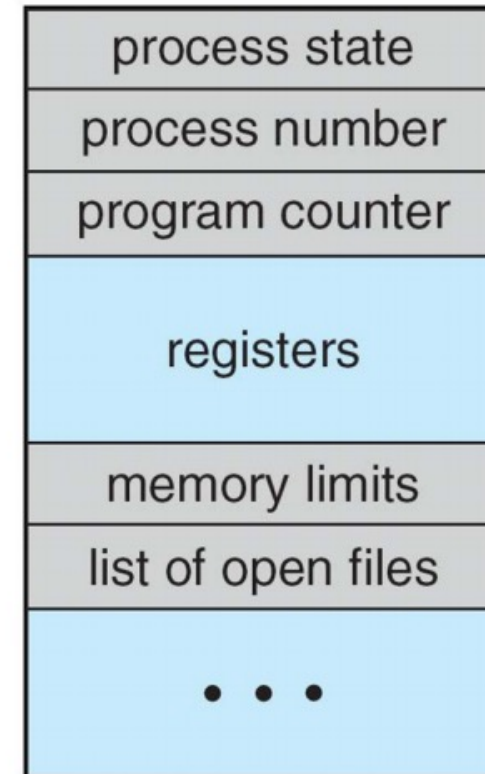 process state
process number
program counter
registers
memory limits
list of open files
• • •